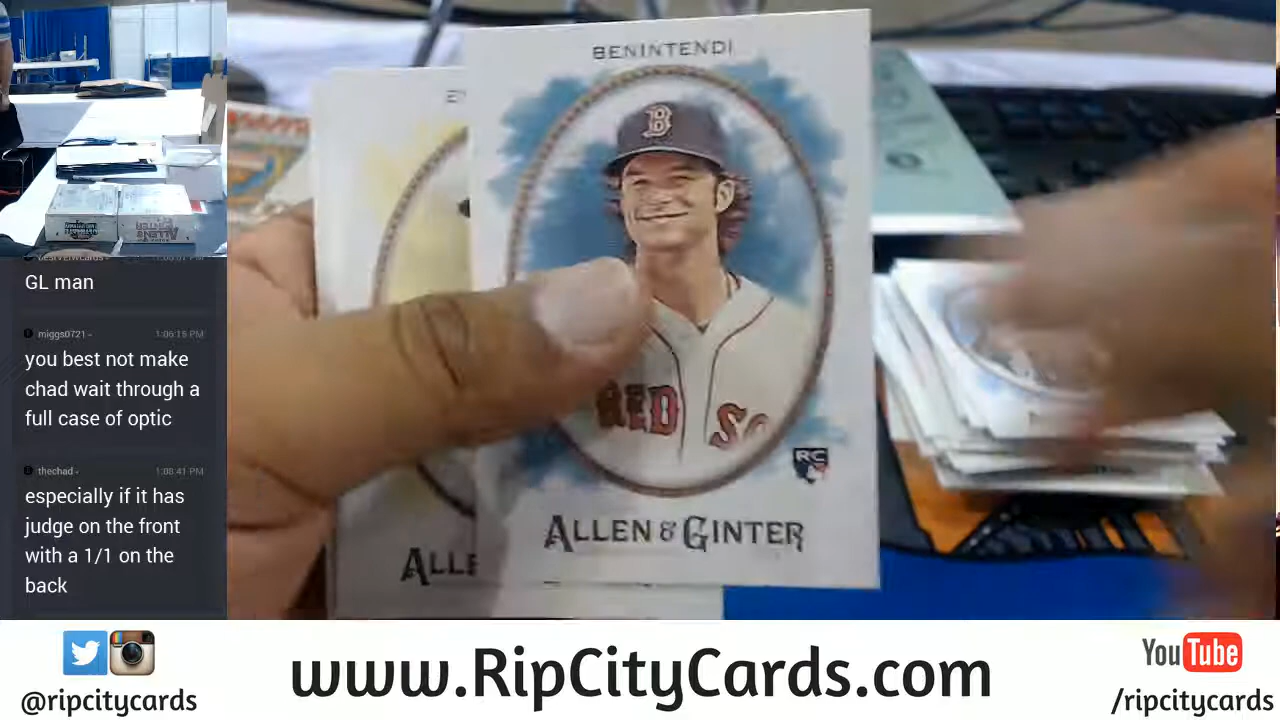 GL man
miggs0721
1:06:15 PM
you best not make
chad wait through a
full case of optic
thechad
1:08:41 PM
especially if it has
judge on the front
with a 1/1 on the
back
BENINTENDI
B
RED SO
RC
ALLEN & GINTER
ALLE
@ripcitycards
www.RipCityCards.com
YouTube
/ripcitycards